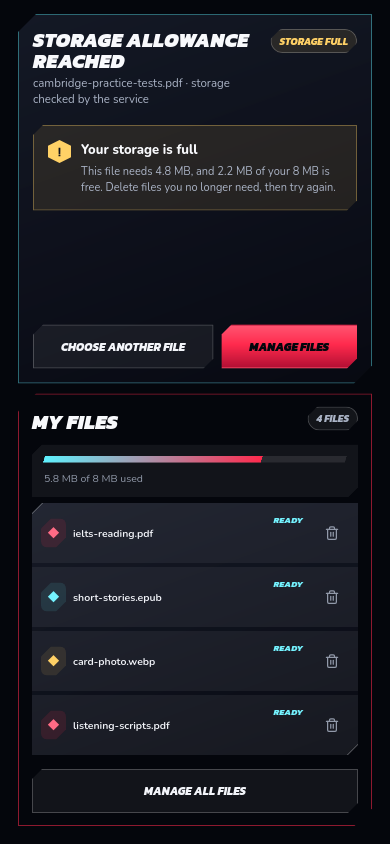 STORAGE ALLOWANCE
REACHED
STORAGE FULL
cambridge-practice-tests.pdf · storage
checked by the service
!
Your storage is full
This file needs 4.8 MB, and 2.2 MB of your 8 MB is
free. Delete files you no longer need, then try again.
CHOOSE ANOTHER FILE
MANAGE FILES
MY FILES
4 FILES
5.8 MB of 8 MB used
READY
ielts-reading.pdf
READY
short-stories.epub
READY
card-photo.webp
READY
listening-scripts.pdf
MANAGE ALL FILES